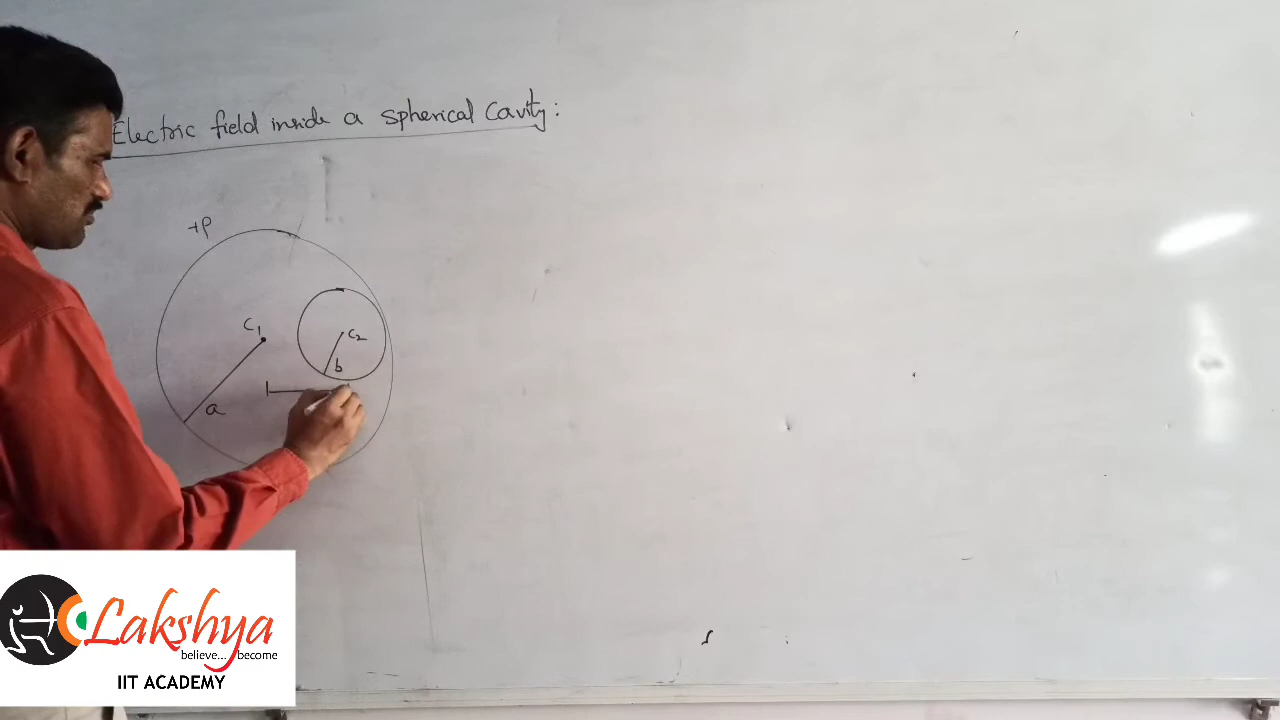 Electric field inside a spherical cavity:
+ρ
C1
C2
b
a
Lakshya
believe... become
IIT ACADEMY